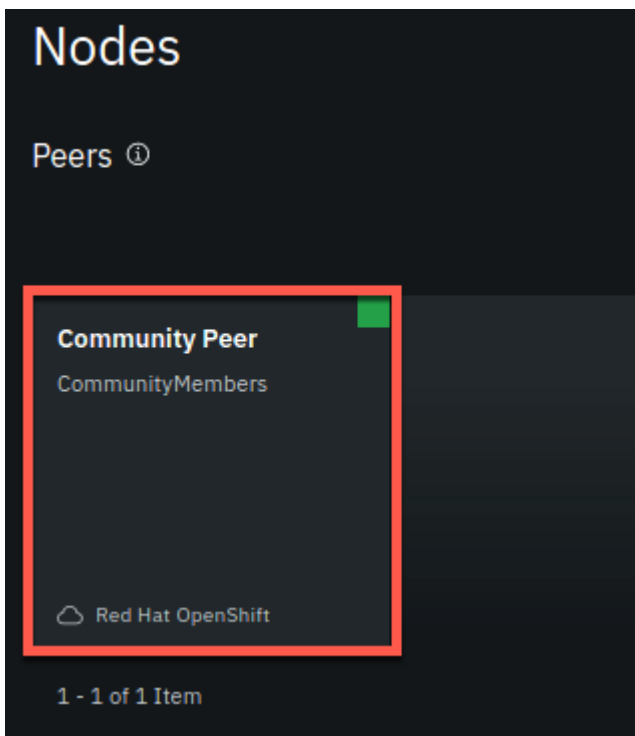 Nodes
Peers
Community Peer
CommunityMembers
Red Hat OpenShift
1 - 1 of 1 Item